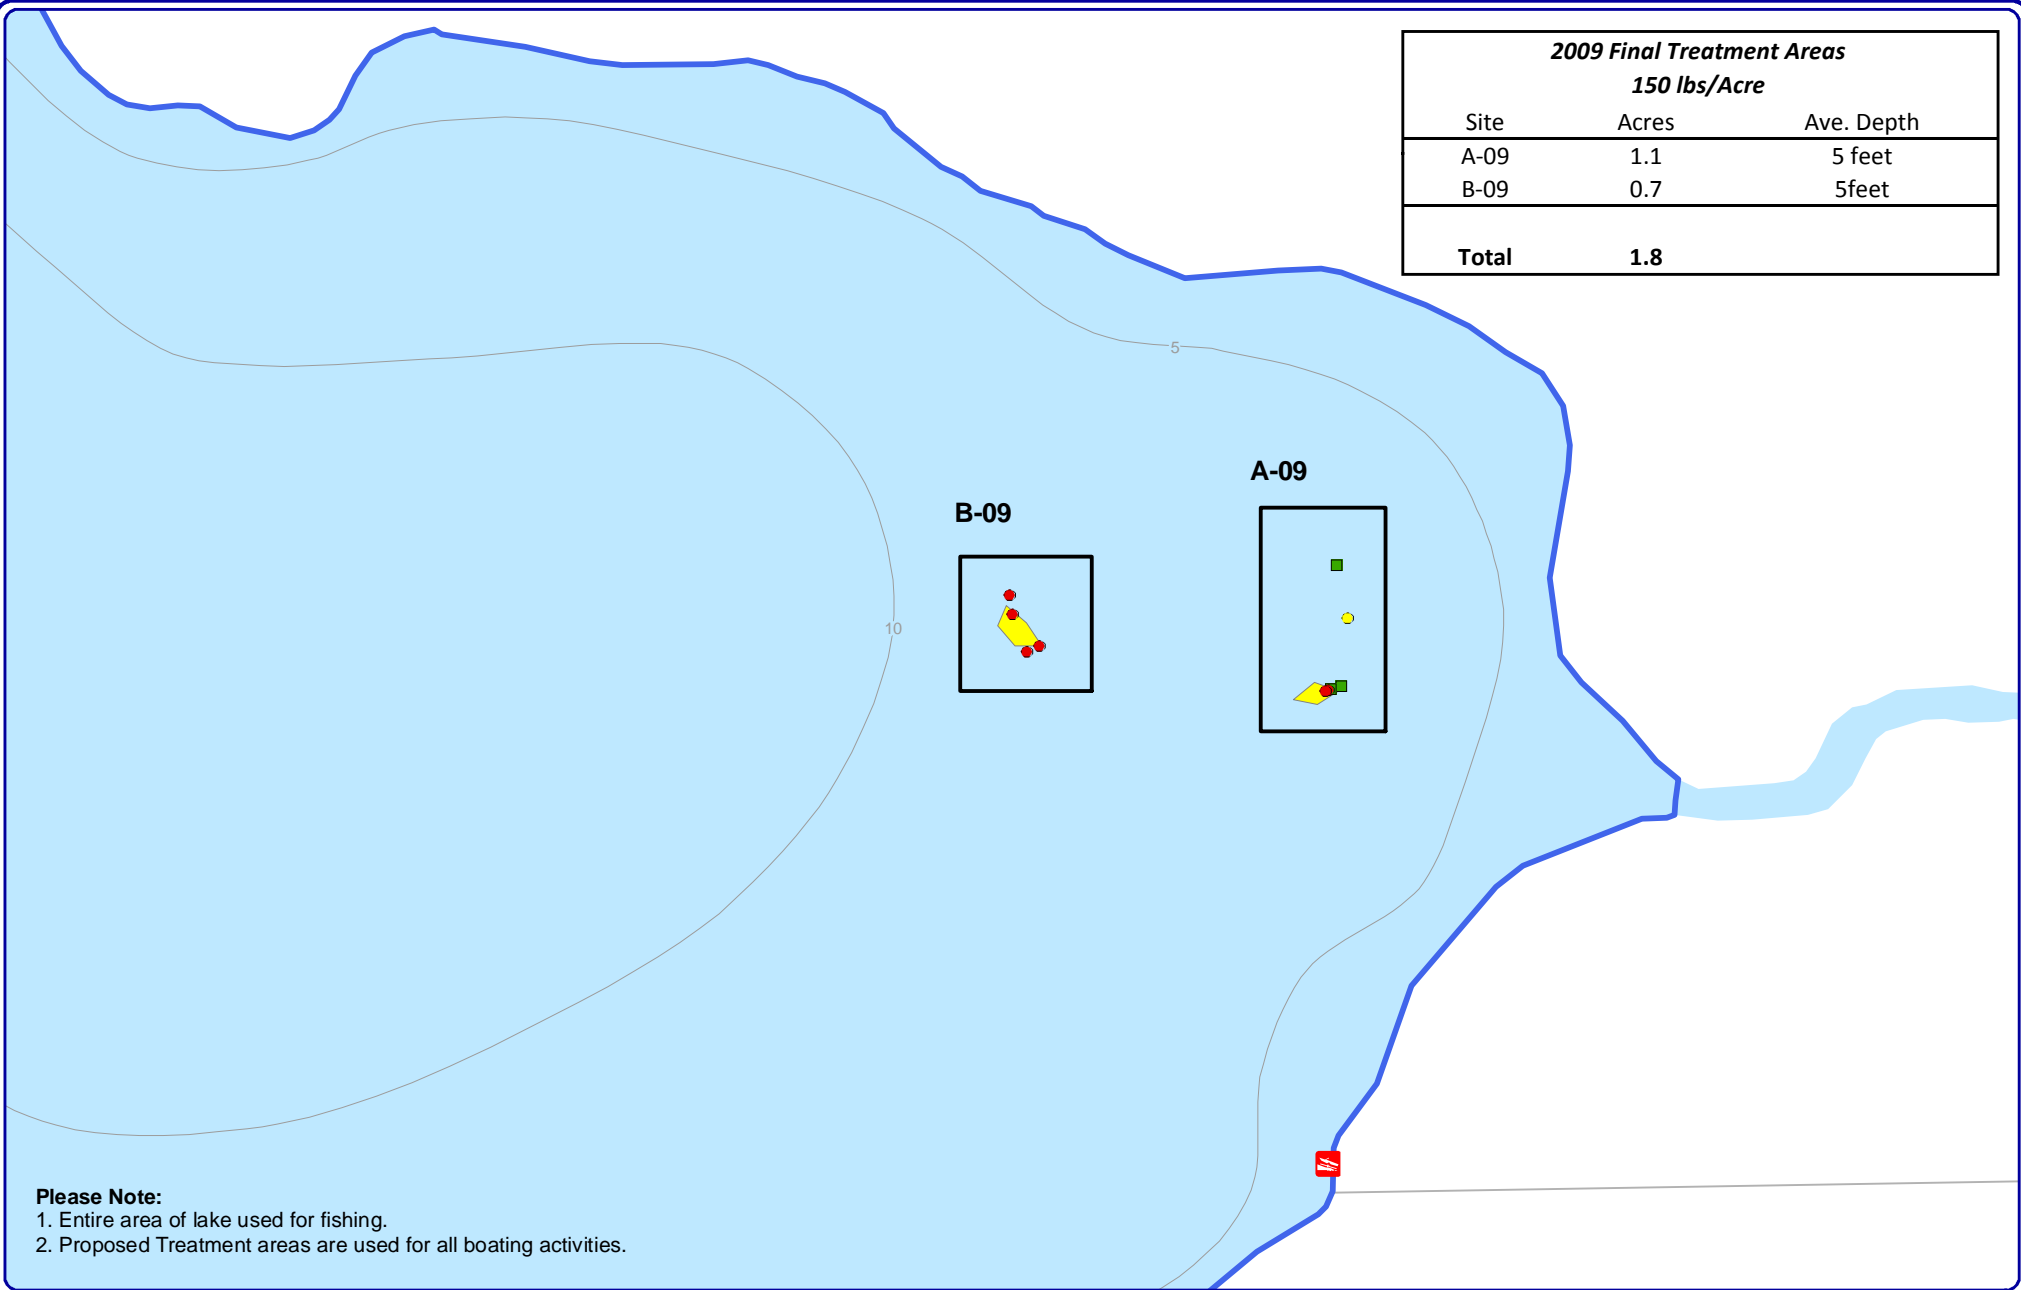 2009 Final Treatment Areas
150 lbs/Acre
Site Acres Ave. Depth
A-09 1.1 5 feet
B-09 0.7 5feet
Total 1.8
5
A-09
B-09
10
Please Note:
1. Entire area of lake used for fishing.
2. Proposed Treatment areas are used for all boating activities.